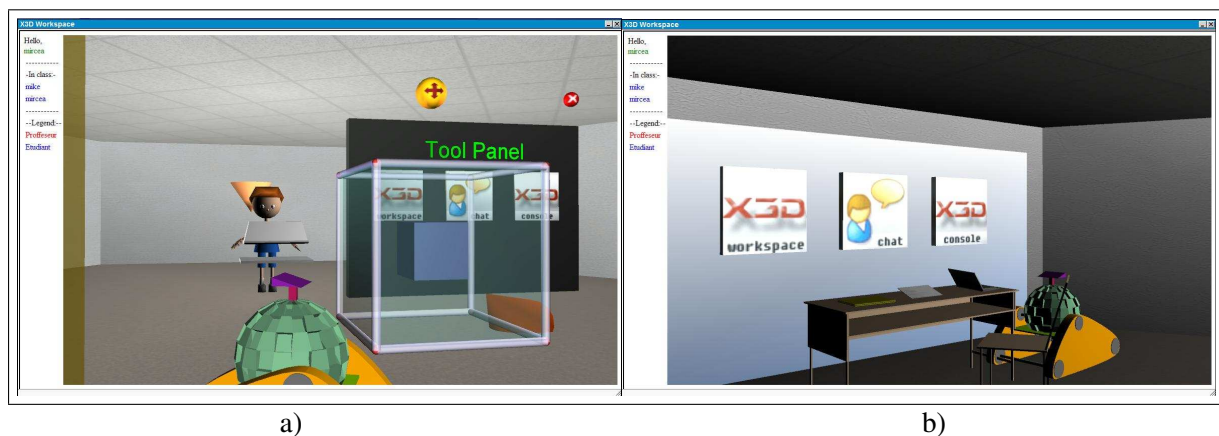 X3D Workspace
Hello,
mircea
------------
-In class:-
mike
mircea
------------
--Legend:--
Proffeseur
Etudiant
Tool Panel
X3D
workspace
chat
X3D
console
a)
X3D Workspace
Hello,
mircea
------------
-In class:-
mike
mircea
------------
--Legend:--
Proffeseur
Etudiant
X3D
workspace
chat
X3D
console
b)